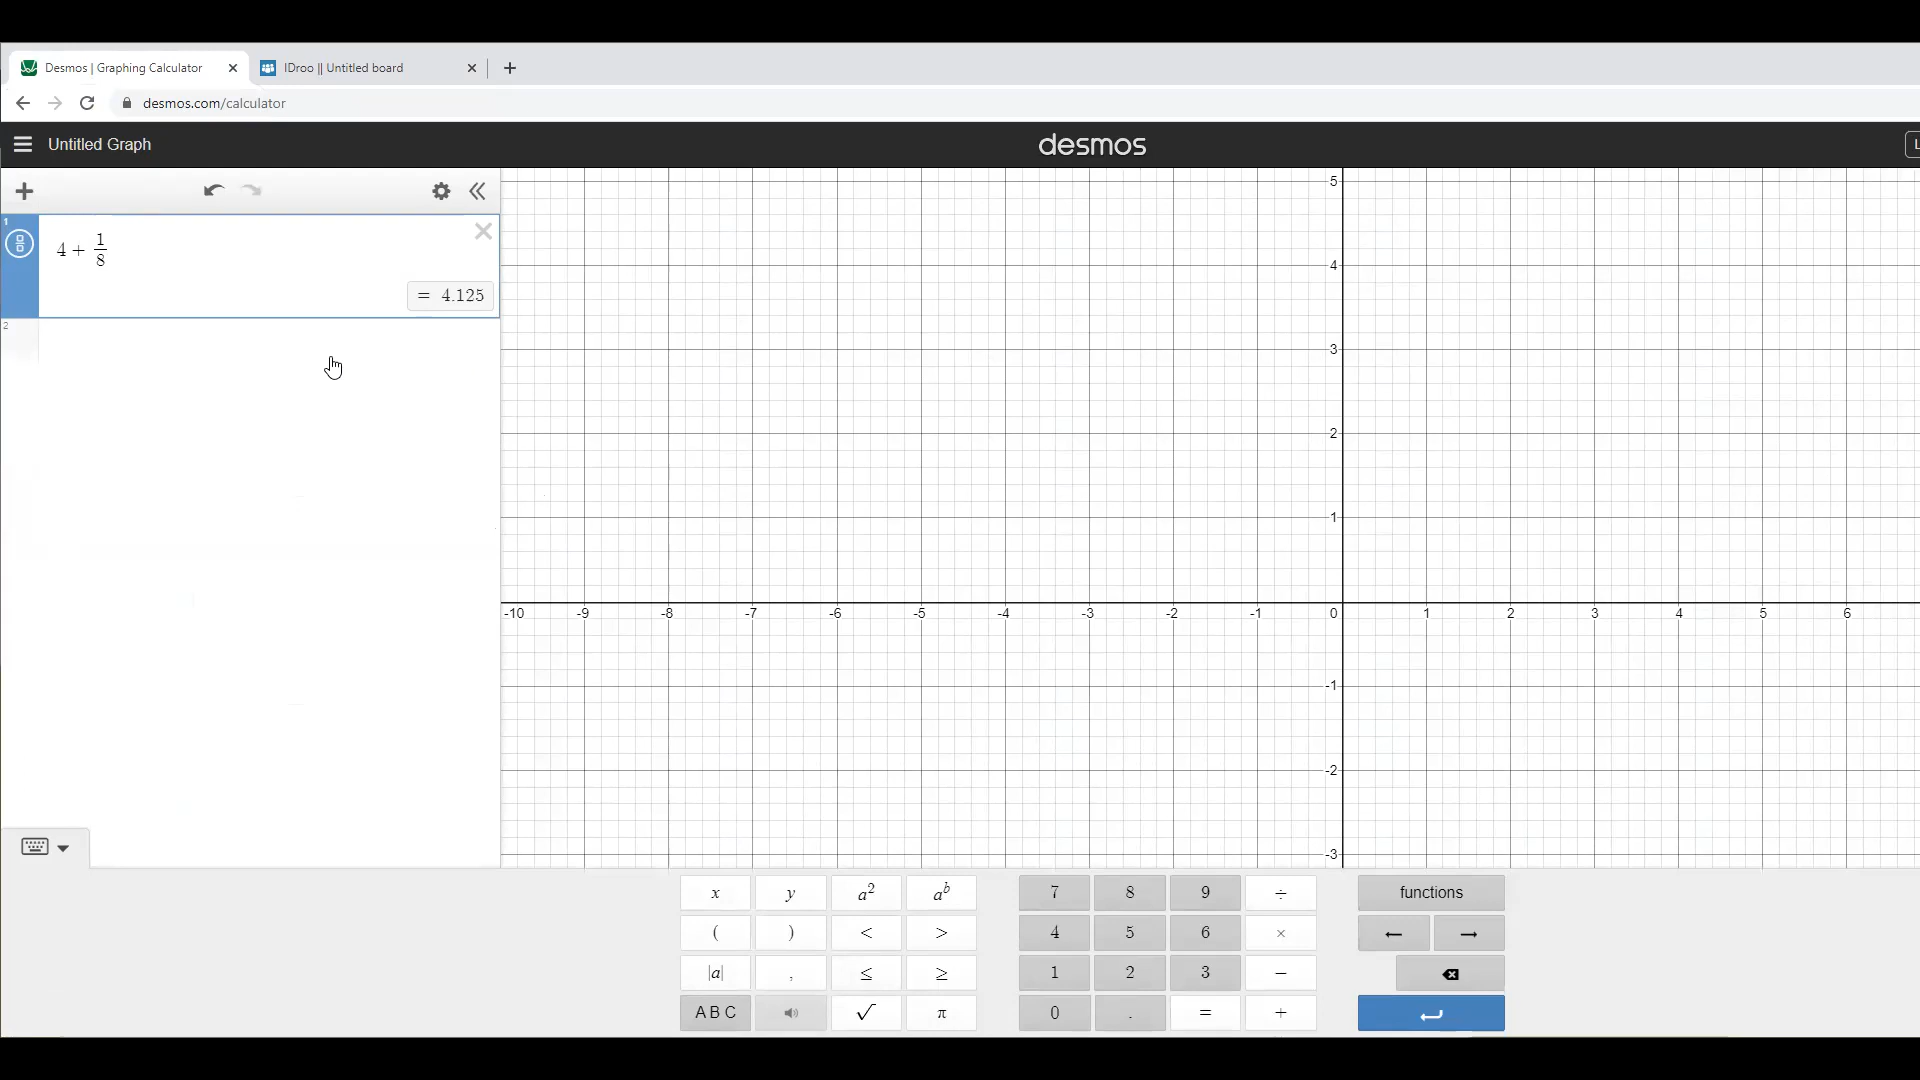 Desmos | Graphing Calculator
IDroo || Untitled board
desmos.com/calculator
Untitled Graph
desmos
L
1
4 + 1/8
= 4.125
2
5
4
3
2
1
-10 -9 -8 -7 -6 -5 -4 -3 -2 -1 0 1 2 3 4 5 6
-1
-2
-3
x y a² aᵇ 7 8 9 ÷ functions
( ) < > 4 5 6 × ← →
|a| , ≤ ≥ 1 2 3 −
A B C √ π 0 . = +